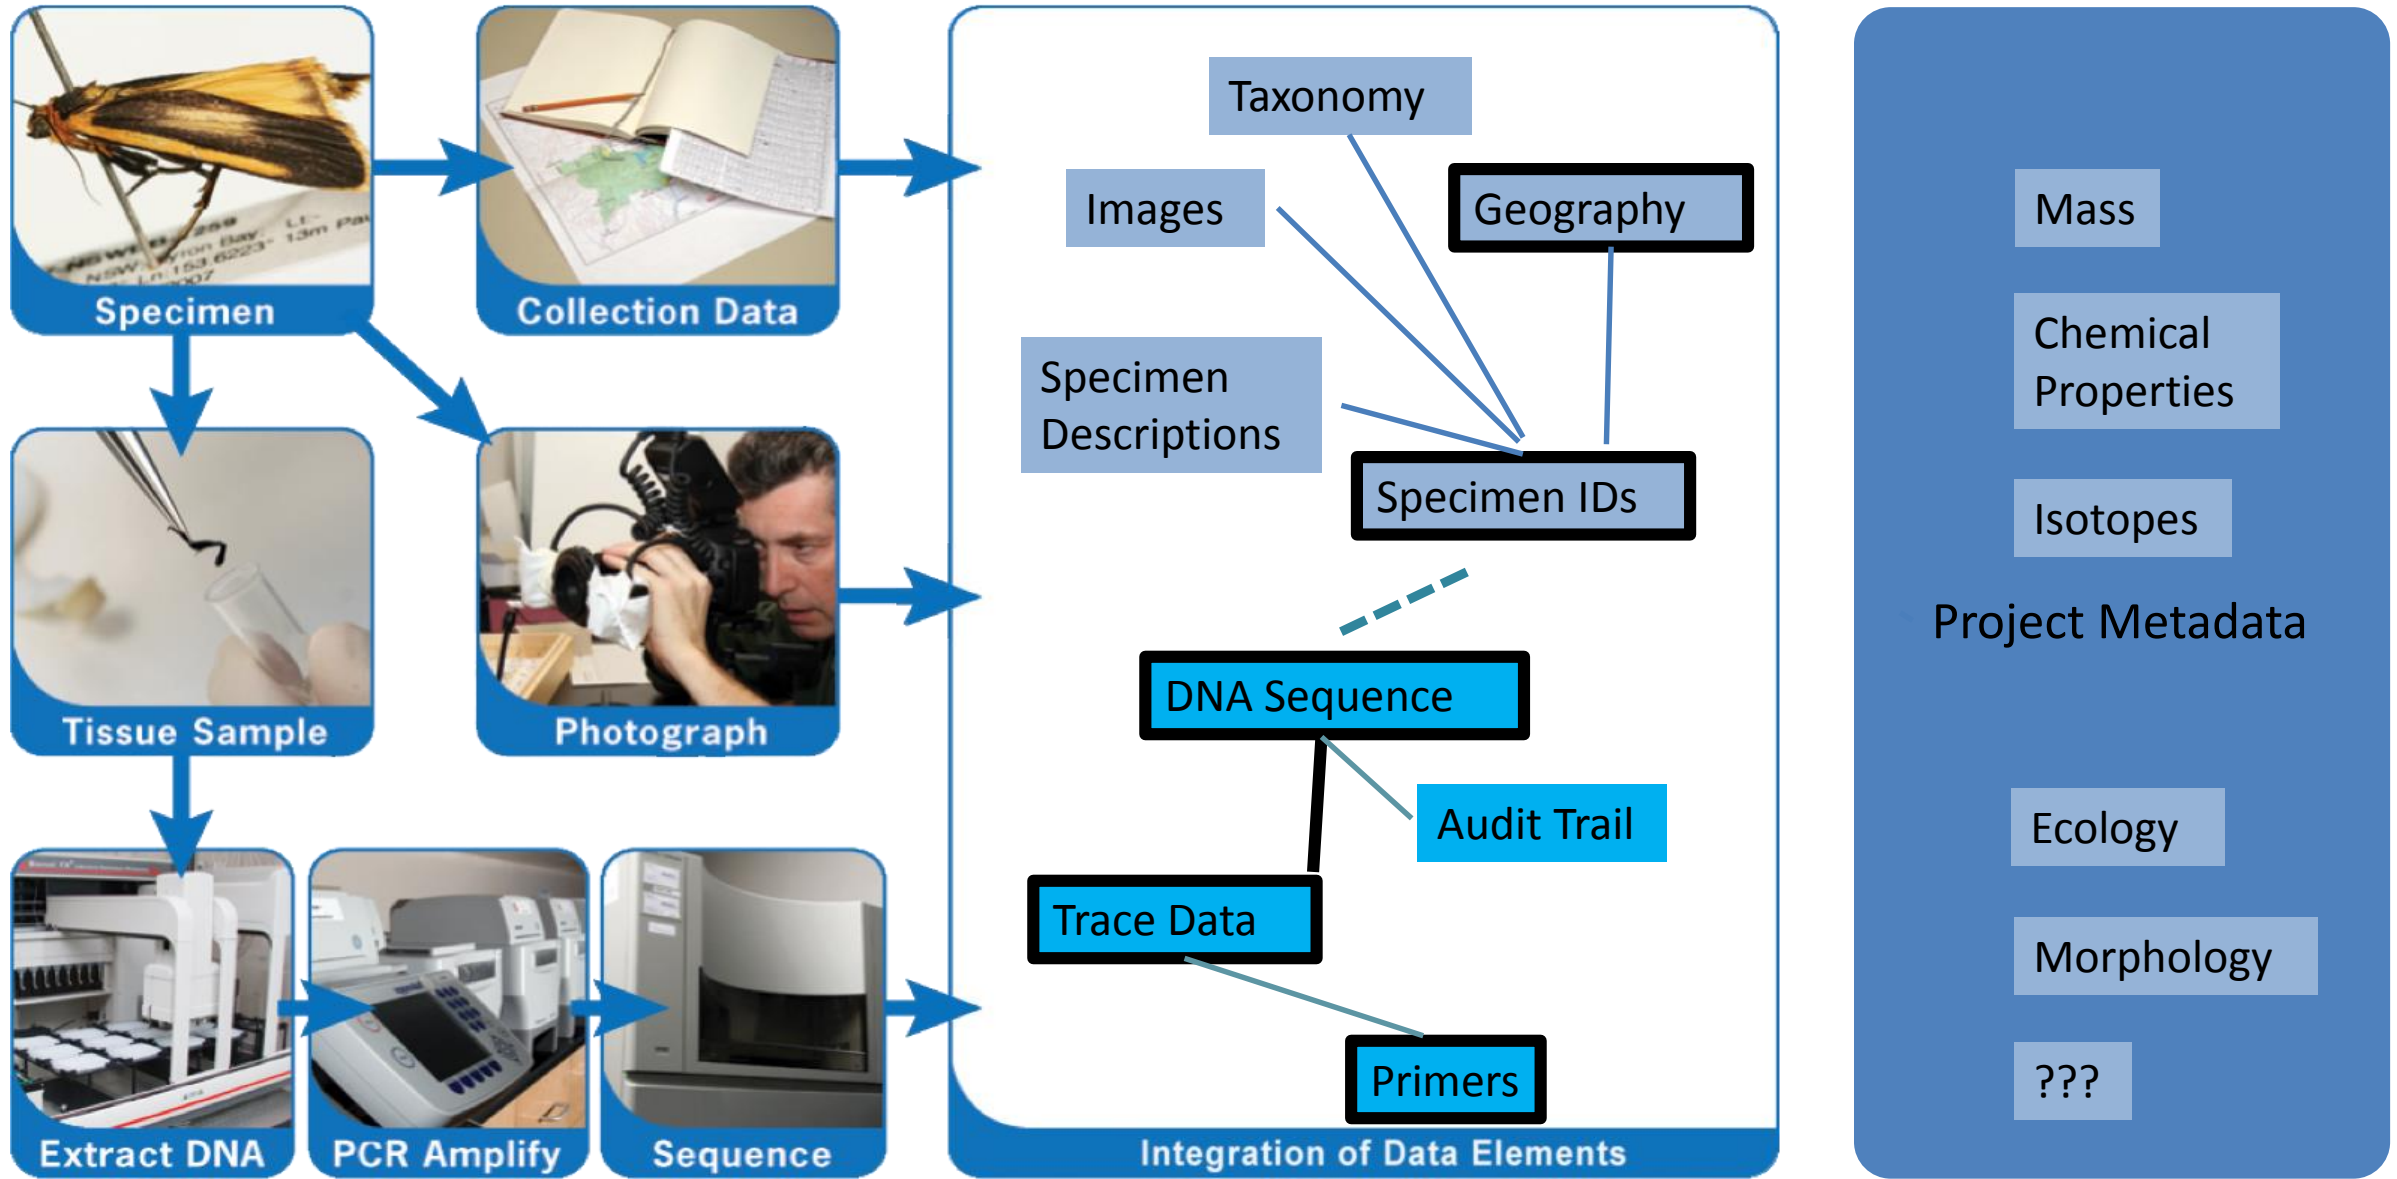 259
Specimen
Collection Data
Tissue Sample
Photograph
Extract DNA
PCR Amplify
Sequence
Taxonomy
Images
Geography
Specimen
Descriptions
Specimen IDs
DNA Sequence
Audit Trail
Trace Data
Primers
Integration of Data Elements
Mass
Chemical
Properties
Isotopes
Project Metadata
Ecology
Morphology
???